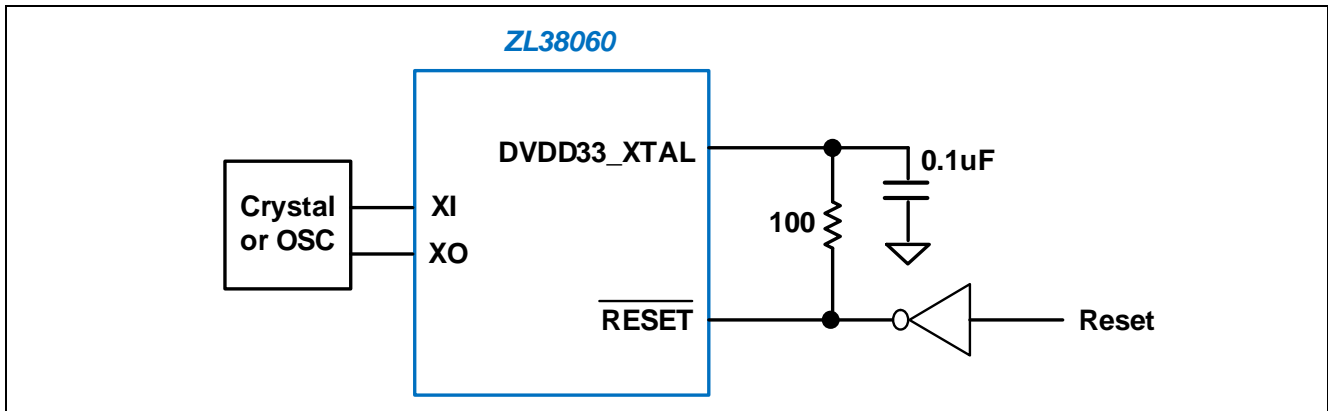 ZL38060
DVDD33_XTAL
0.1uF
Crystal
or OSC
XI
XO
100
RESET
Reset